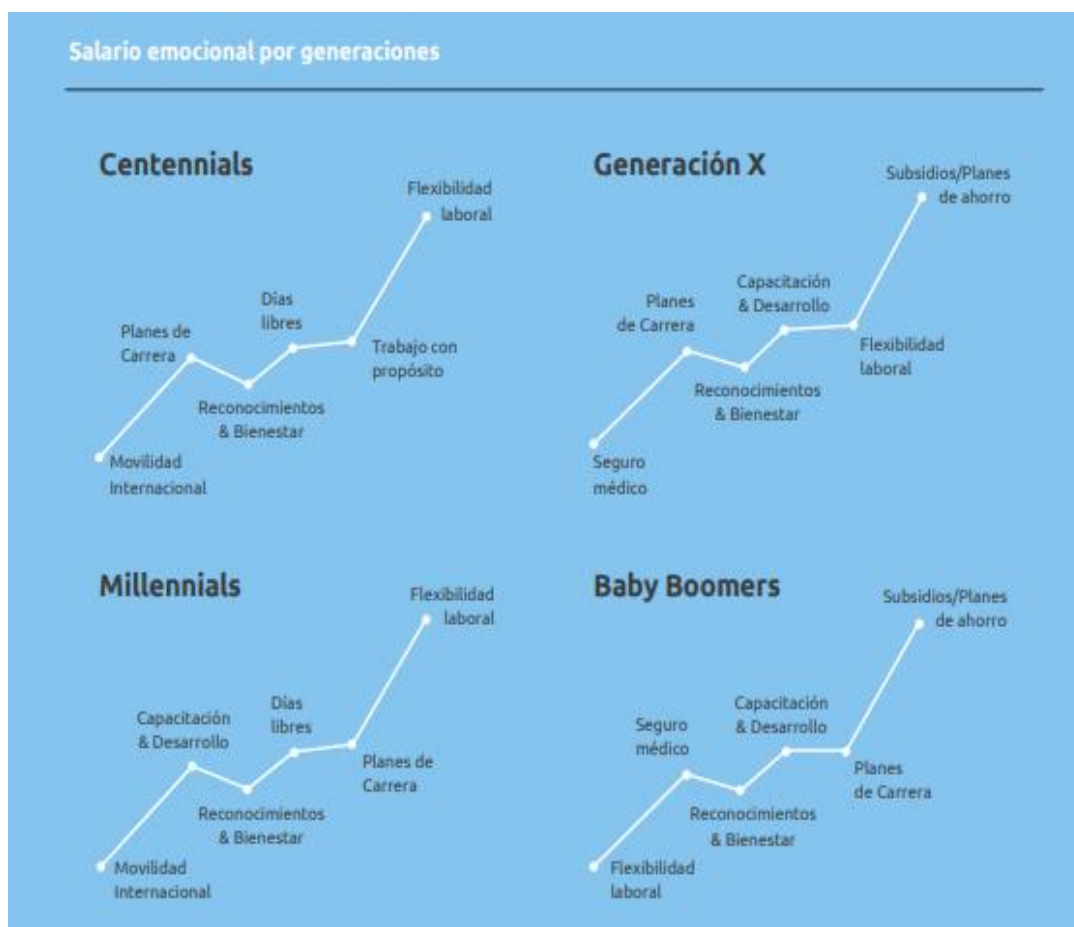 Salario emocional por generaciones
Centennials
Flexibilidad
laboral
Días
libres
Planes de
Carrera
Trabajo con
propósito
Reconocimientos
& Bienestar
Movilidad
Internacional
Generación X
Subsidios/Planes
de ahorro
Capacitación
& Desarrollo
Planes
de Carrera
Flexibilidad
laboral
Reconocimientos
& Bienestar
Seguro
médico
Millennials
Flexibilidad
laboral
Días
libres
Capacitación
& Desarrollo
Planes de
Carrera
Reconocimientos
& Bienestar
Movilidad
Internacional
Baby Boomers
Subsidios/Planes
de ahorro
Capacitación
& Desarrollo
Seguro
médico
Planes
de Carrera
Reconocimientos
& Bienestar
Flexibilidad
laboral